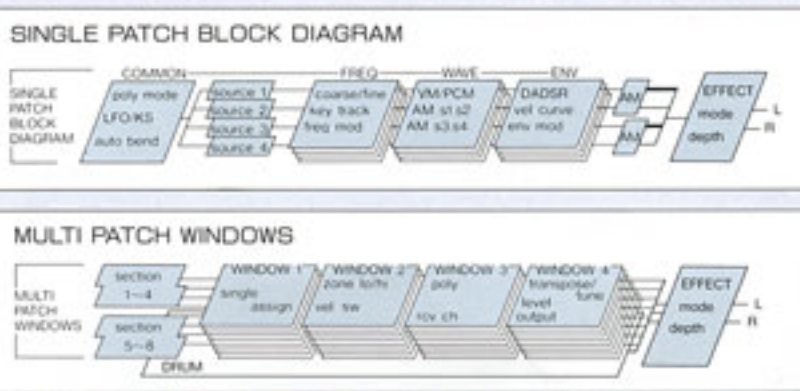 SINGLE PATCH BLOCK DIAGRAM
SINGLE
PATCH
BLOCK
DIAGRAM
COMMON
poly mode
LFO/KS
auto bend
source 1
source 2
source 3
source 4
FREQ
coarse/fine
key track
freq mod
WAVE
VM/PCM
AM s1s2
AM s3s4
ENV
DADSR
vel curve
env mod
AM
AM
EFFECT
mode
depth
L
R
MULTI PATCH WINDOWS
MULTI
PATCH
WINDOWS
section
1~4
section
5~8
DRUM
WINDOW 1
single
assign
WINDOW 2
zone lo/hi
vel sw
WINDOW 3
poly
rcv ch
WINDOW 4
transpose/
tune
level
output
EFFECT
mode
depth
L
R